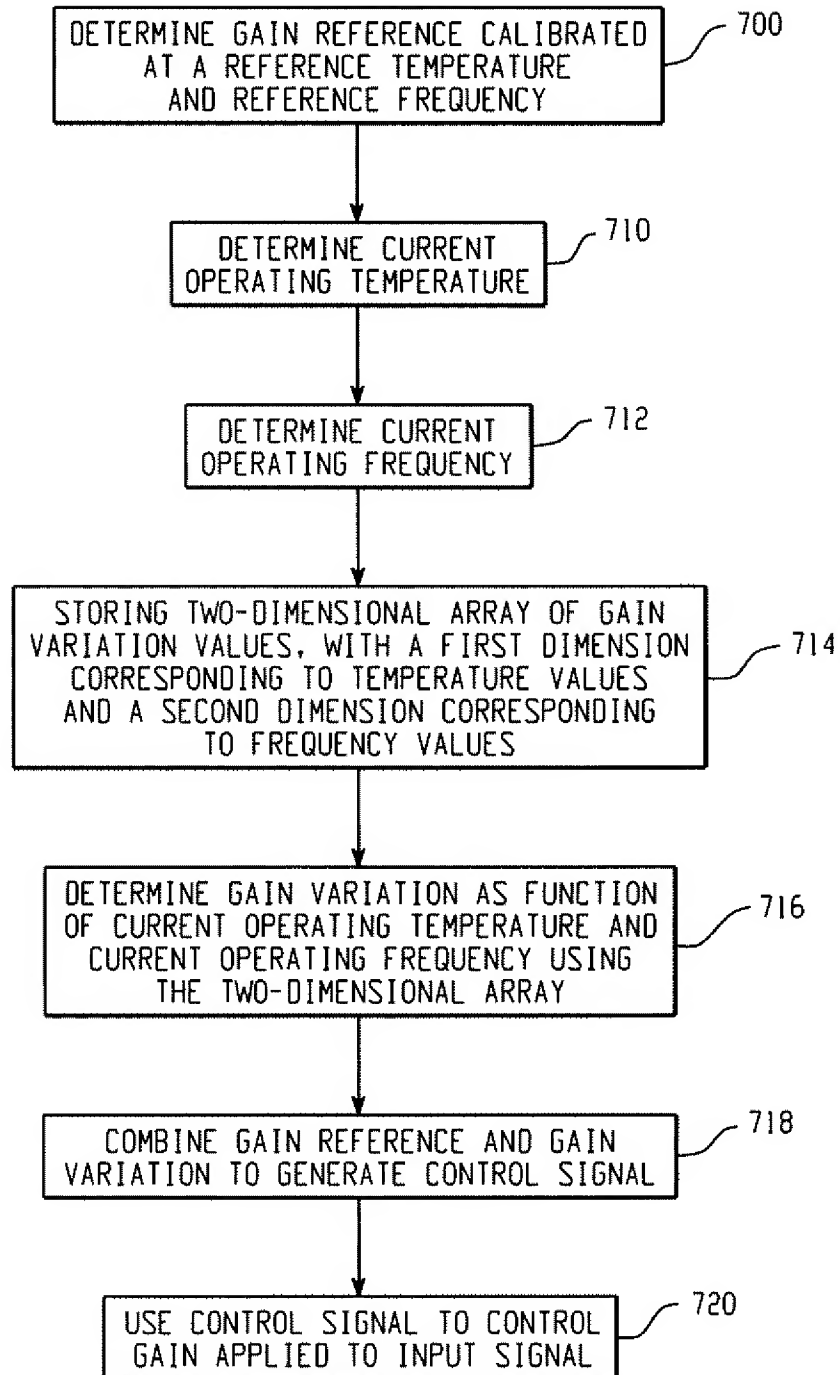 DETERMINE GAIN REFERENCE CALIBRATED
AT A REFERENCE TEMPERATURE
AND REFERENCE FREQUENCY
700
DETERMINE CURRENT
OPERATING TEMPERATURE
710
DETERMINE CURRENT
OPERATING FREQUENCY
712
STORING TWO-DIMENSIONAL ARRAY OF GAIN
VARIATION VALUES, WITH A FIRST DIMENSION
CORRESPONDING TO TEMPERATURE VALUES
AND A SECOND DIMENSION CORRESPONDING
TO FREQUENCY VALUES
714
DETERMINE GAIN VARIATION AS FUNCTION
OF CURRENT OPERATING TEMPERATURE AND
CURRENT OPERATING FREQUENCY USING
THE TWO-DIMENSIONAL ARRAY
716
COMBINE GAIN REFERENCE AND GAIN
VARIATION TO GENERATE CONTROL SIGNAL
718
USE CONTROL SIGNAL TO CONTROL
GAIN APPLIED TO INPUT SIGNAL
720